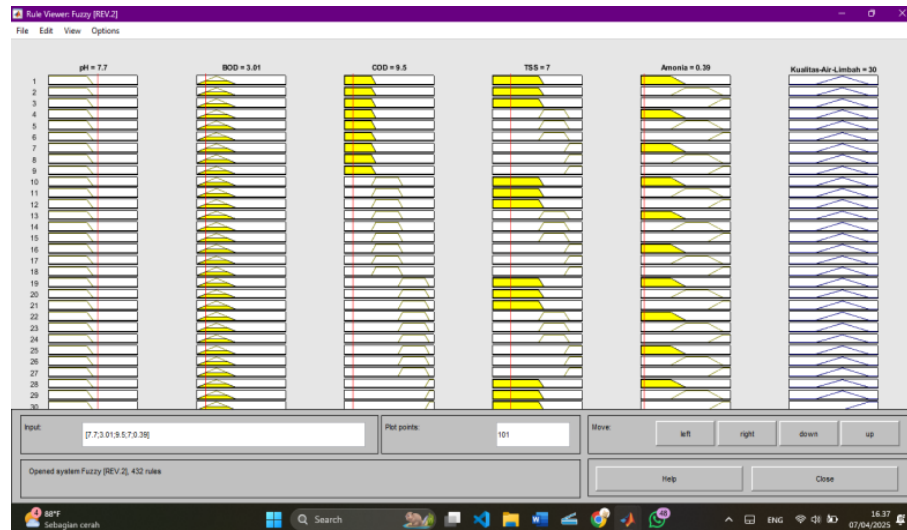 Rule Viewer: Fuzzy [REV.2]
File Edit View Options
pH = 7.7
BOD = 3.01
COD = 9.5
TSS = 7
Amonia = 0.39
Kualitas-Air-Limbah = 30
1
2
3
4
5
6
7
8
9
10
11
12
13
14
15
16
17
18
19
20
21
22
23
24
25
26
27
28
29
30
Input:
[7.7;3.01;9.5;7;0.39]
Plot points:
101
Move:
left
right
down
up
Opened system Fuzzy [REV.2], 432 rules
Help
Close
4
88°F
Sebagian cerah
Search
48
ENG
16.37
07/04/2025